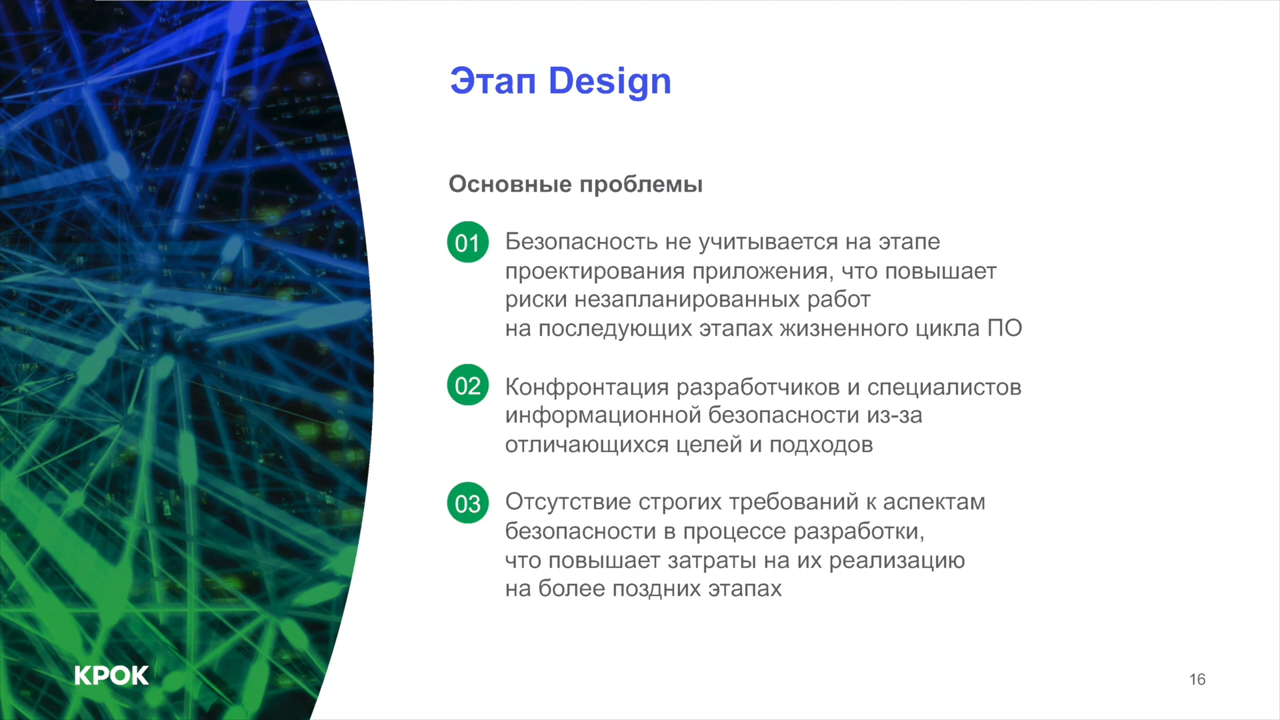 Этап Design
Основные проблемы
01
Безопасность не учитывается на этапе
проектирования приложения, что повышает
риски незапланированных работ
на последующих этапах жизненного цикла ПО
02
Конфронтация разработчиков и специалистов
информационной безопасности из-за
отличающихся целей и подходов
03
Отсутствие строгих требований к аспектам
безопасности в процессе разработки,
что повышает затраты на их реализацию
на более поздних этапах
КРОК
16